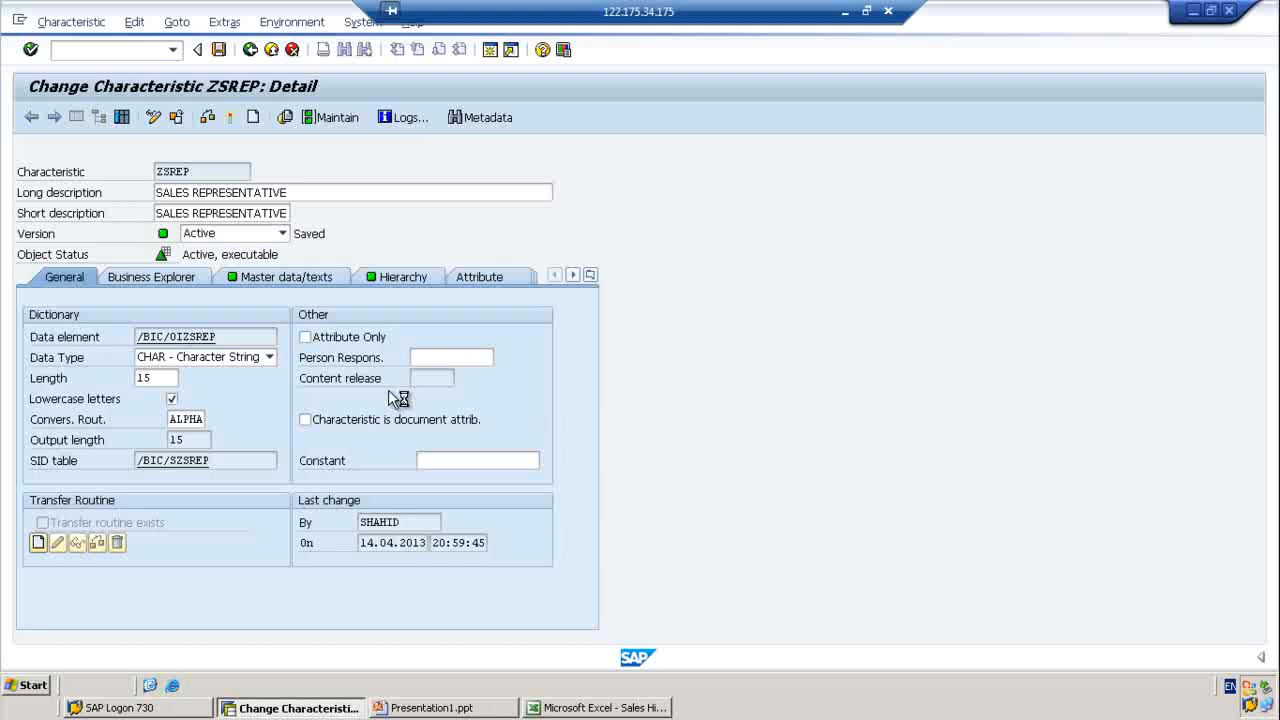 122.175.34.175
Characteristic Edit Goto Extras Environment System
Change Characteristic ZSREP: Detail
Maintain Logs... Metadata
Characteristic ZSREP
Long description SALES REPRESENTATIVE
Short description SALES REPRESENTATIVE
Version Active Saved
Object Status Active, executable
General Business Explorer Master data/texts Hierarchy Attribute
Dictionary
Data element /BIC/OIZSREP
Data Type CHAR - Character String
Length 15
Lowercase letters
Convers. Rout. ALPHA
Output length 15
SID table /BIC/SZSREP
Other
Attribute Only
Person Respons.
Content release
Characteristic is document attrib.
Constant
Transfer Routine
Transfer routine exists
Last change
By SHAHID
On 14.04.2013 20:59:45
SAP
Start
EN
SAP Logon 730 Change Characteristi... Presentation1.ppt Microsoft Excel - Sales Hi...